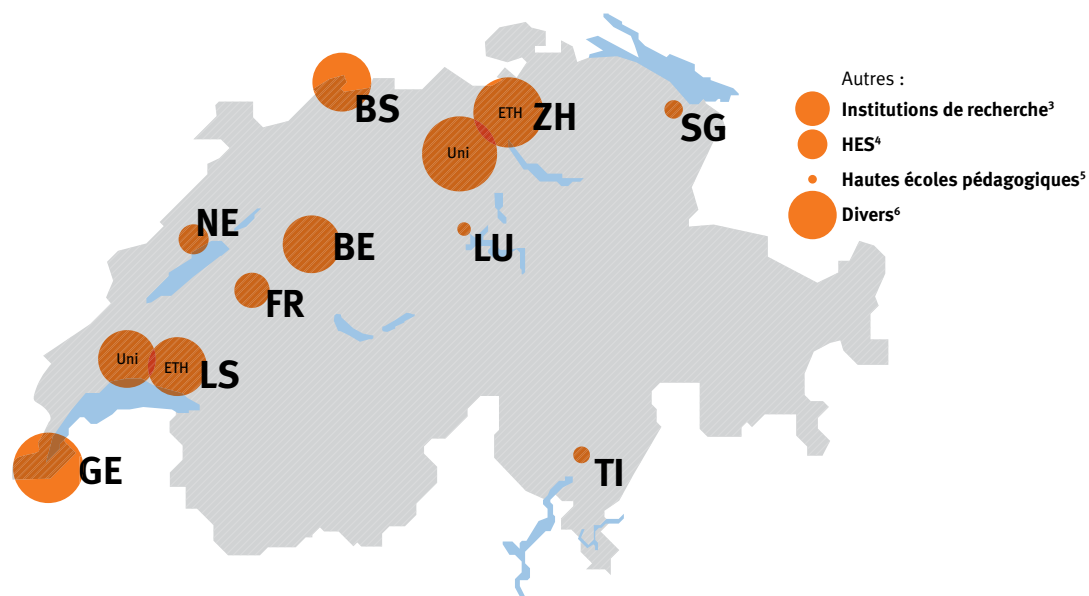 BS
ETH
ZH
Uni
SG
NE
BE
LU
FR
Uni
ETH
LS
GE
TI
Autres :
Institutions de recherche³
HES⁴
Hautes écoles pédagogiques⁵
Divers⁶